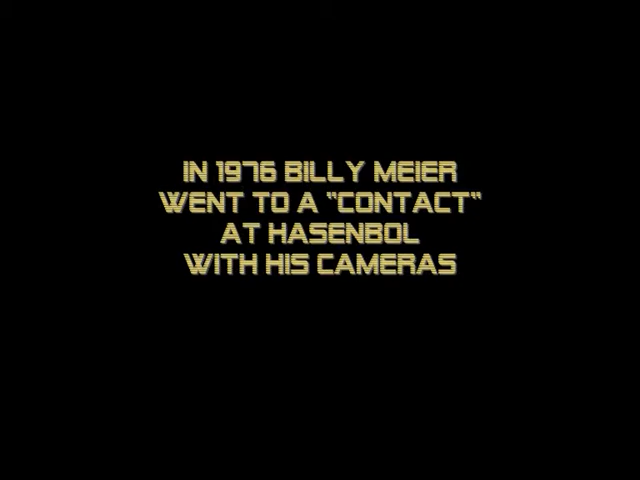 IN 1976 BILLY MEIER
WENT TO A "CONTACT"
AT HASENBOL
WITH HIS CAMERAS